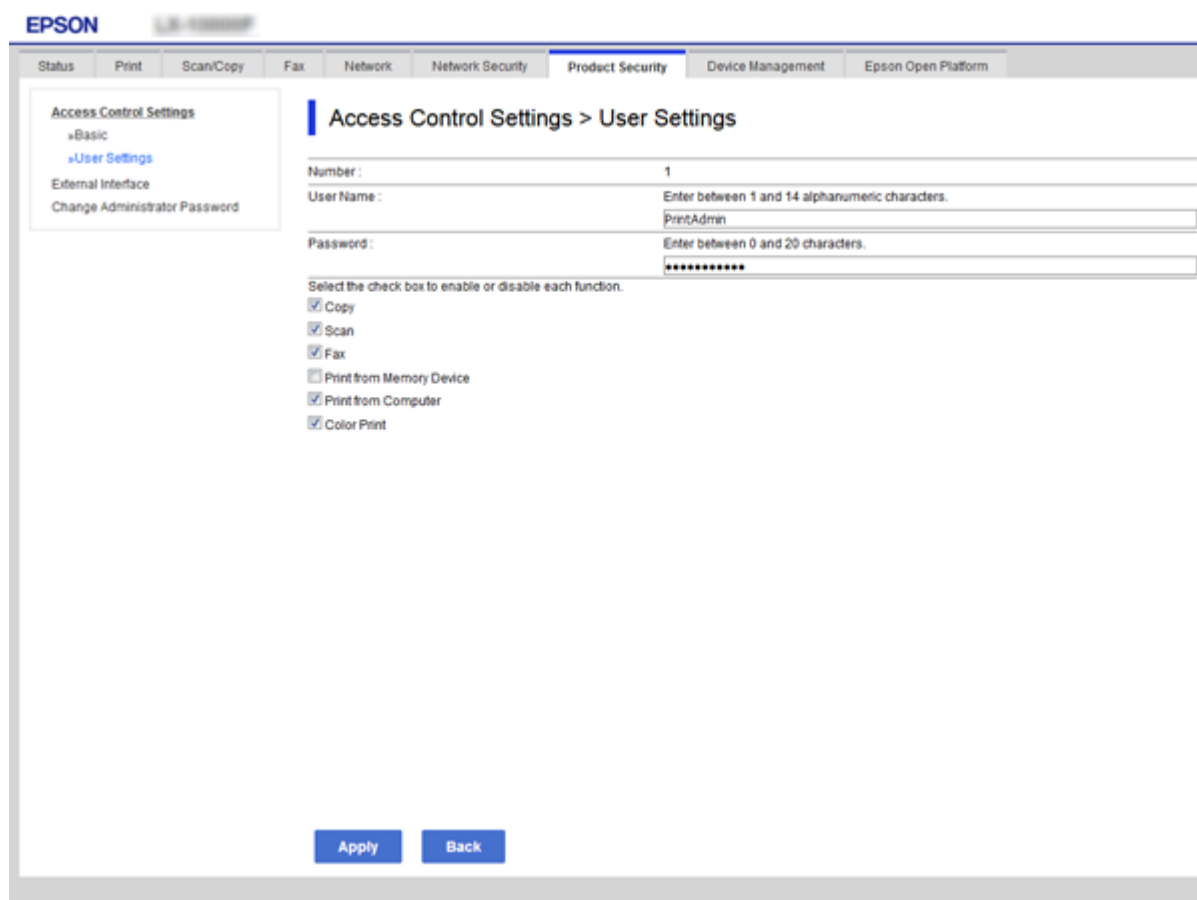 EPSON
Status Print Scan/Copy Fax Network Network Security Product Security Device Management Epson Open Platform
Access Control Settings
»Basic
»User Settings
External Interface
Change Administrator Password
Access Control Settings > User Settings
Number : 1
User Name : Enter between 1 and 14 alphanumeric characters.
PrintAdmin
Password : Enter between 0 and 20 characters.
•••••••••••
Select the check box to enable or disable each function.
Copy
Scan
Fax
Print from Memory Device
Print from Computer
Color Print
Apply Back